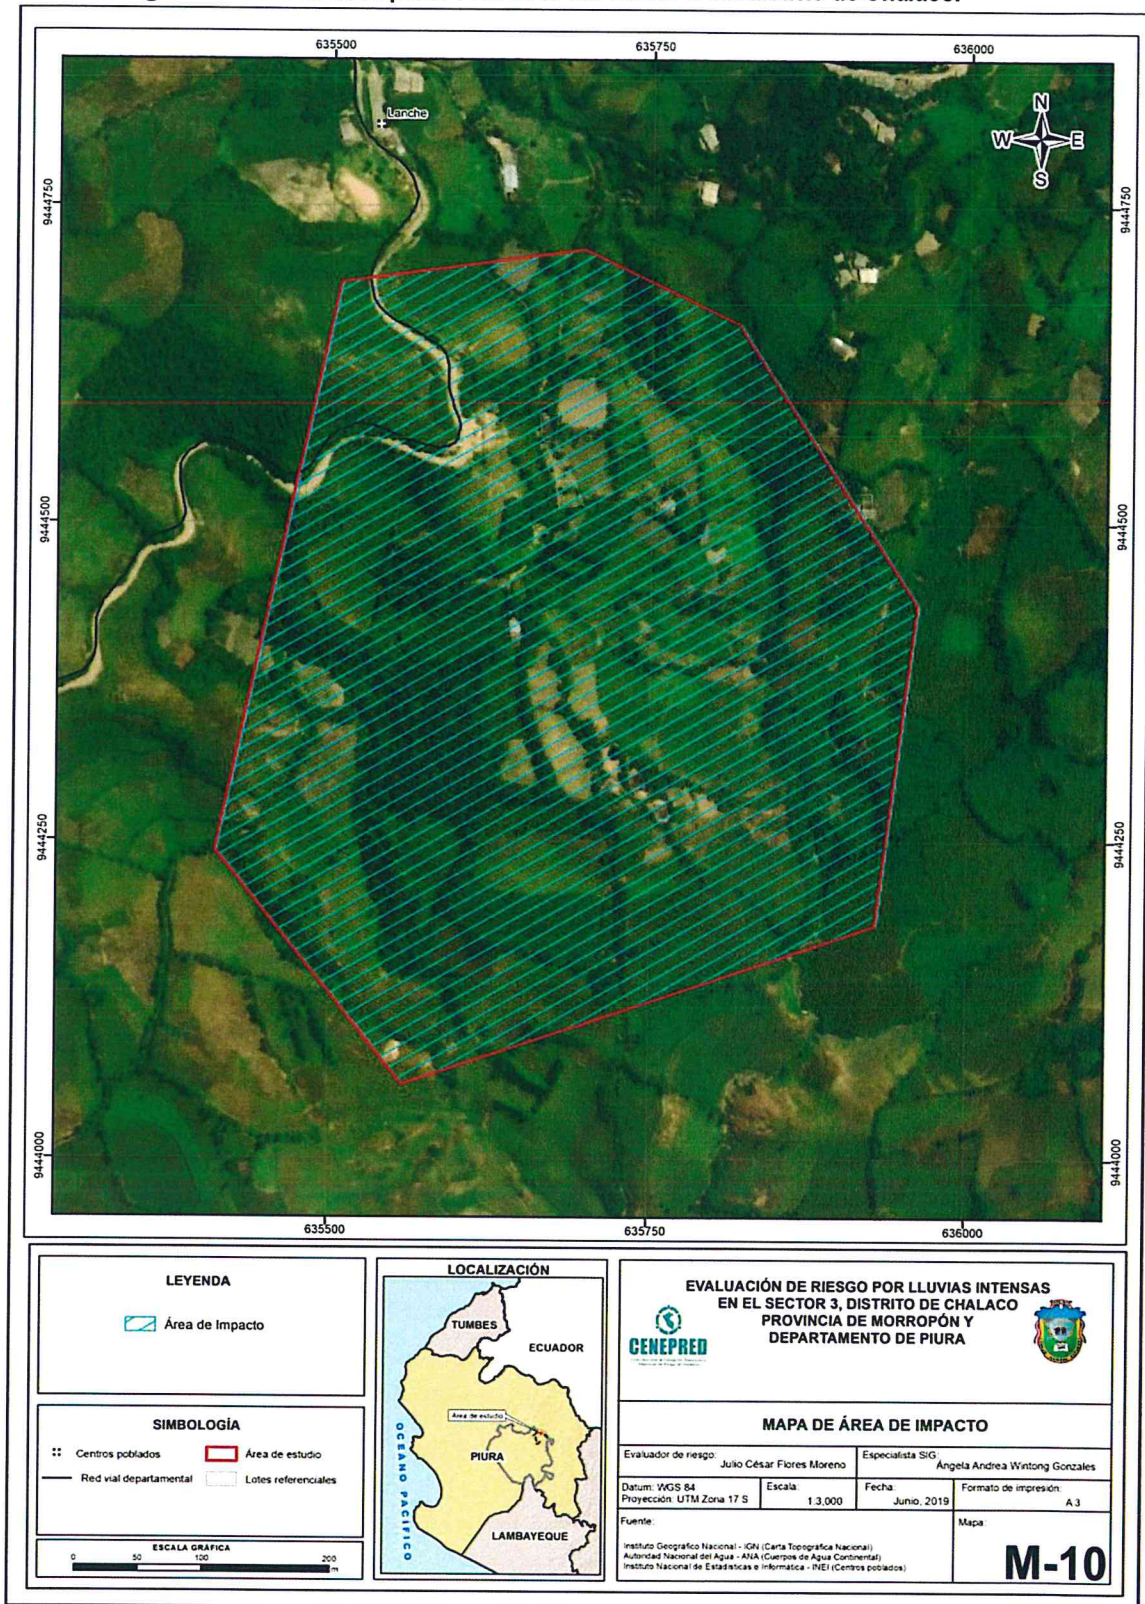 de Chalaco.
635500
635750
636000
Lanche
N
W E
S
9444750
9444750
9444500
9444500
9444250
9444250
9444000
9444000
635500
635750
636000
LEYENDA
Área de Impacto
SIMBOLOGÍA
Centros poblados
Área de estudio
Red vial departamental
Lotes referenciales
ESCALA GRÁFICA
0 50 100 200
m
LOCALIZACIÓN
TUMBES
ECUADOR
Área de estudio
PIURA
OCEANO PACÍFICO
LAMBAYEQUE
CENEPRED
EVALUACIÓN DE RIESGO POR LLUVIAS INTENSAS
EN EL SECTOR 3, DISTRITO DE CHALACO
PROVINCIA DE MORROPÓN Y
DEPARTAMENTO DE PIURA
MAPA DE ÁREA DE IMPACTO
Evaluador de riesgo:
Julio César Flores Moreno
Especialista SIG:
Ángela Andrea Wintong Gonzales
Datum: WGS 84
Proyección: UTM Zona 17 S
Escala:
1:3,000
Fecha:
Junio, 2019
Formato de impresión:
A3
Fuente:
Instituto Geográfico Nacional - IGN (Carta Topográfica Nacional)
Autoridad Nacional del Agua - ANA (Cuerpos de Agua Continental)
Instituto Nacional de Estadísticas e Informática - INEI (Centros poblados)
Mapa:
M-10